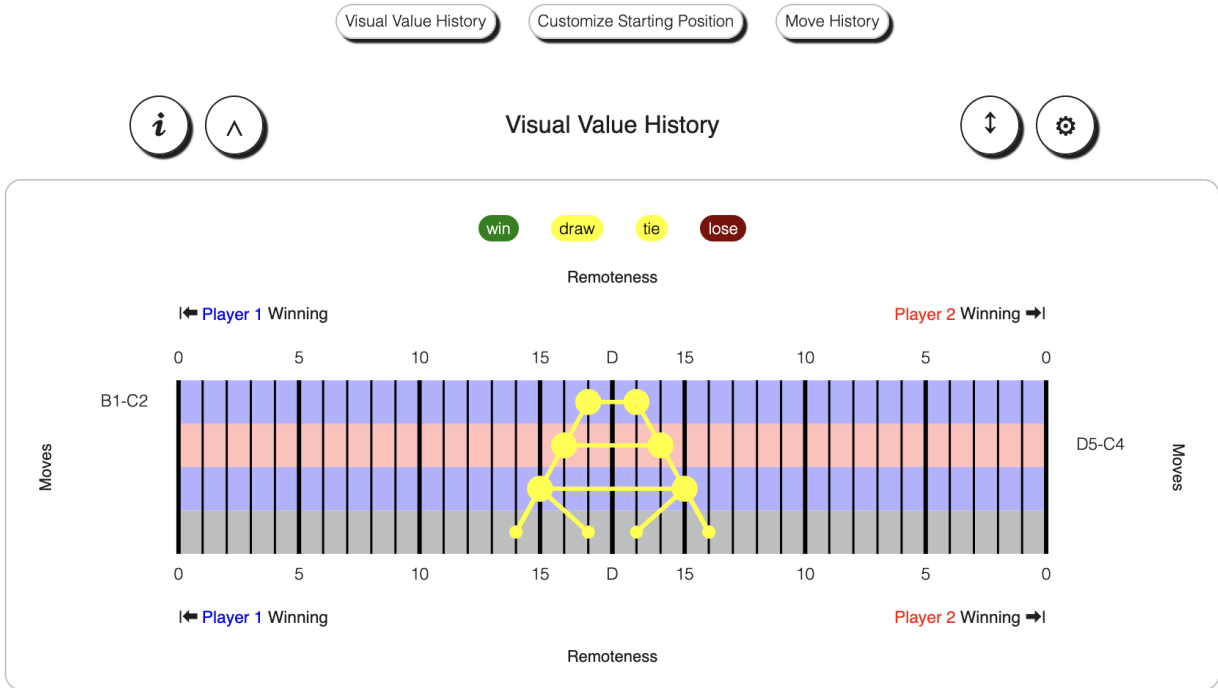 Visual Value History Customize Starting Position Move History
i ^ Visual Value History ↕ ⚙
win draw tie lose
Remoteness
Player 1 Winning Player 2 Winning
0 5 10 15 D 15 10 5 0
B1-C2
D5-C4
Moves
Moves
0 5 10 15 D 15 10 5 0
Player 1 Winning Player 2 Winning
Remoteness